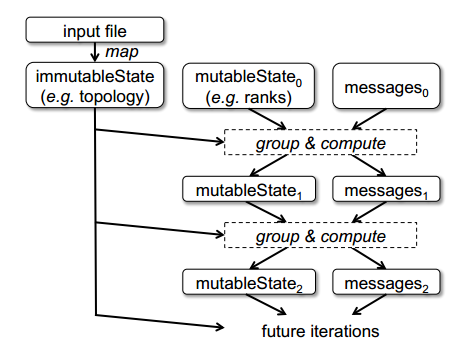 input file
map
immutableState
(e.g. topology)
mutableState₀
(e.g. ranks)
messages₀
group & compute
mutableState₁
messages₁
group & compute
mutableState₂
messages₂
future iterations